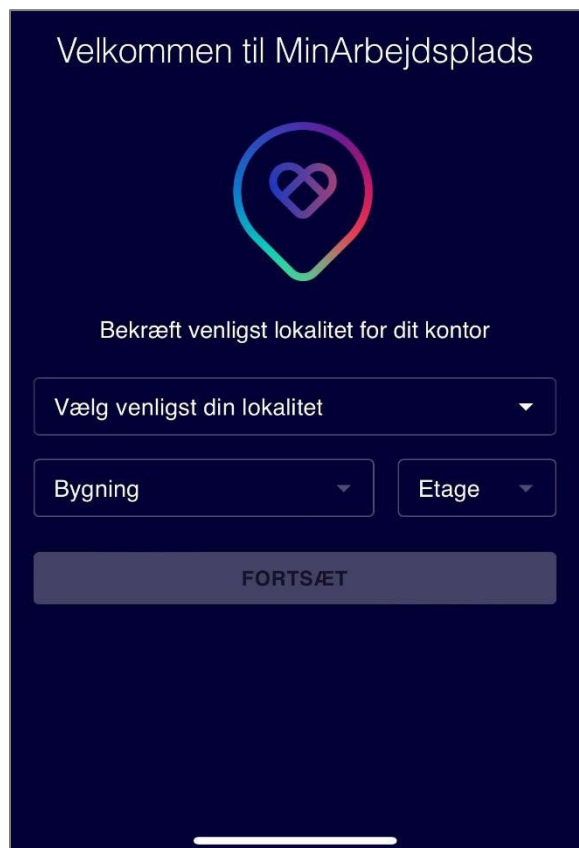 Velkommen til MinArbejdsplads
Bekræft venligst lokalitet for dit kontor
Vælg venligst din lokalitet
Bygning
Etage
FORTSÆT